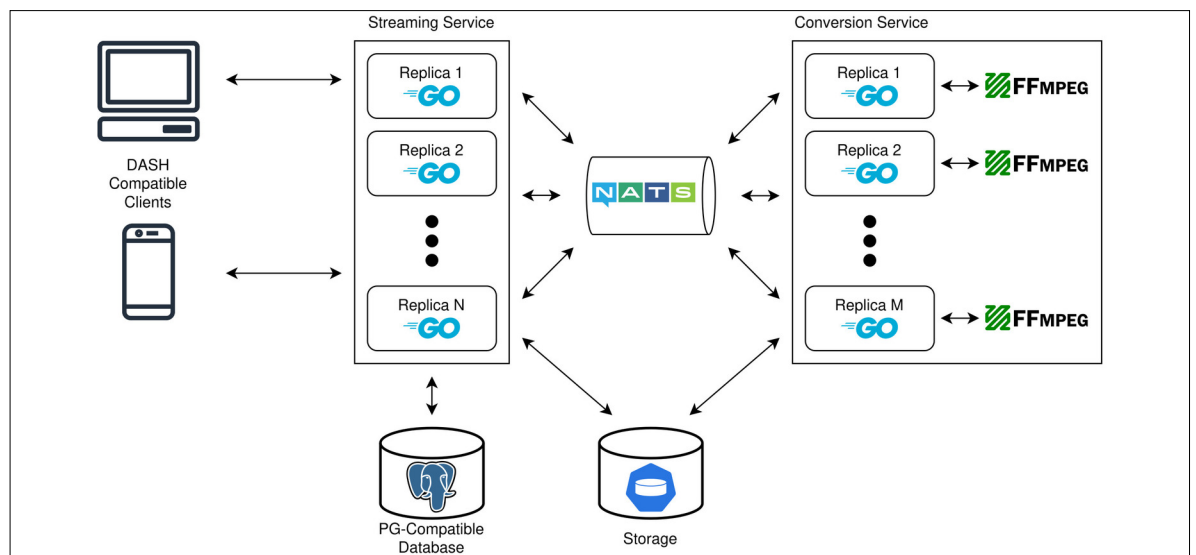 Streaming Service
Conversion Service
Replica 1
GO
Replica 2
GO
Replica N
GO
DASH
Compatible
Clients
NATS
Replica 1
GO
FFMPEG
Replica 2
GO
FFMPEG
Replica M
GO
FFMPEG
PG-Compatible
Database
Storage